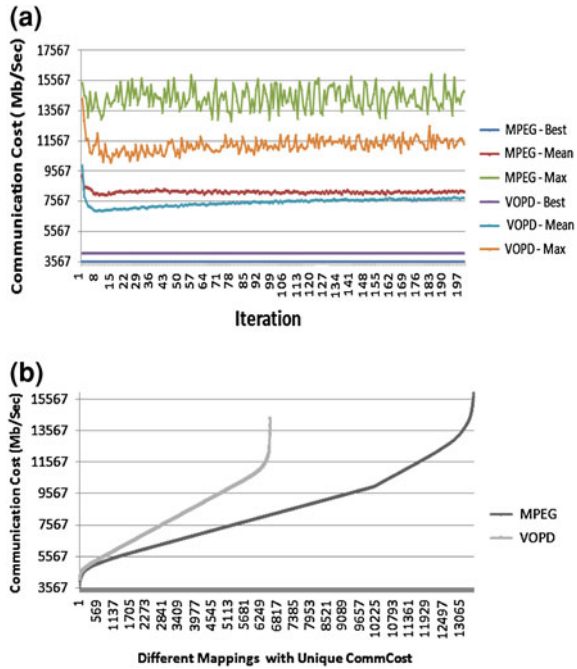 (a)
Communication Cost ( Mb/Sec)
17567
15567
13567
11567
9567
7567
5567
3567
1 8 15 22 29 36 43 50 57 64 71 78 85 92 99 106 113 120 127 134 141 148 155 162 169 176 183 190 197
Iteration
MPEG - Best
MPEG - Mean
MPEG - Max
VOPD - Best
VOPD - Mean
VOPD - Max
(b)
Communication Cost (Mb/Sec)
15567
13567
11567
9567
7567
5567
3567
1 569 1137 1705 2273 2841 3409 3977 4545 5113 5681 6249 6817 7385 7953 8521 9089 9657 10225 10793 11361 11929 12497 13065
Different Mappings with Unique CommCost
MPEG
VOPD